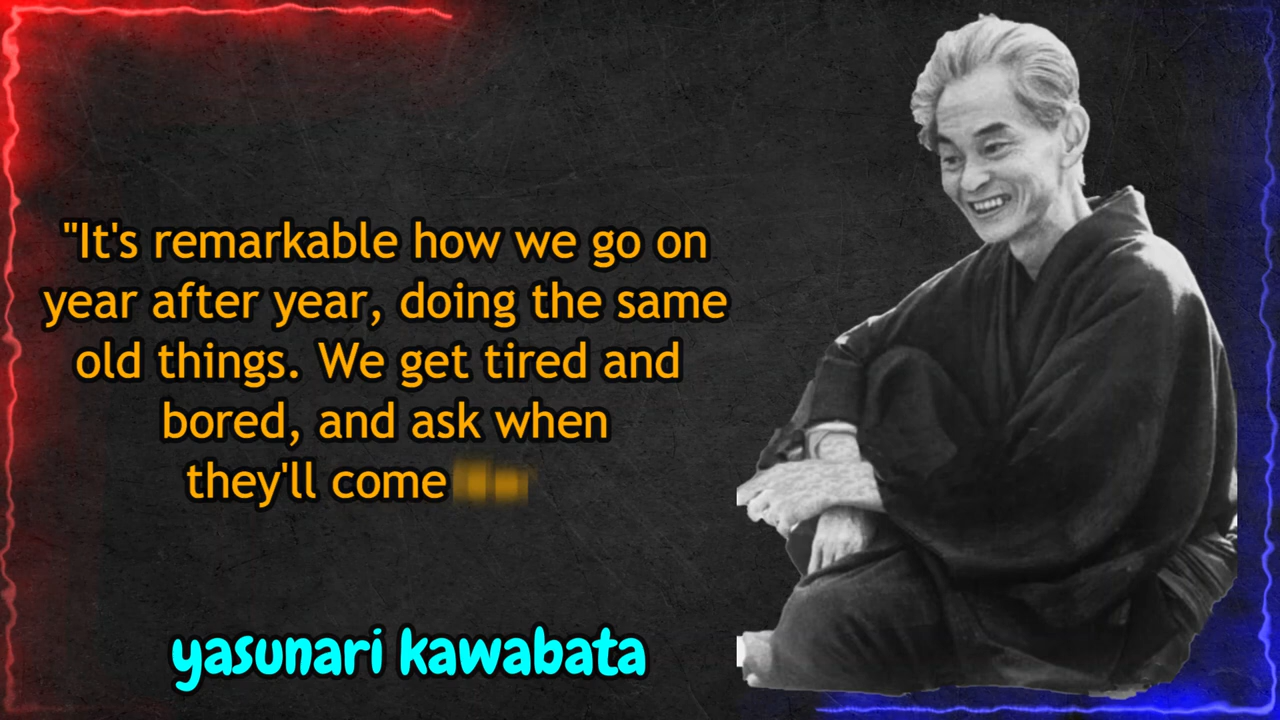 "It's remarkable how we go on
year after year, doing the same
old things. We get tired and
bored, and ask when
they'll come
yasunari kawabata